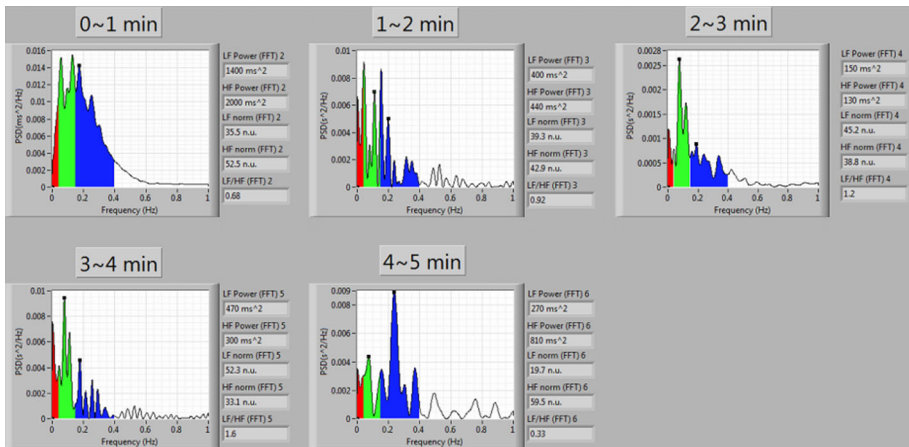 0~1 min
PSD(ms^2/Hz)
0.016
0.014
0.012
0.01
0.008
0.006
0.004
0.002
0
0 0.2 0.4 0.6 0.8 1
Frequency (Hz)
LF Power (FFT) 2
1400 ms^2
HF Power (FFT) 2
2000 ms^2
LF norm (FFT) 2
35.5 n.u.
HF norm (FFT) 2
52.5 n.u.
LF/HF (FFT) 2
0.68
1~2 min
PSD(s^2/Hz)
0.01
0.008
0.006
0.004
0.002
0
0 0.2 0.4 0.6 0.8 1
Frequency (Hz)
LF Power (FFT) 3
400 ms^2
HF Power (FFT) 3
440 ms^2
LF norm (FFT) 3
39.3 n.u.
HF norm (FFT) 3
42.9 n.u.
LF/HF (FFT) 3
0.92
2~3 min
PSD(s^2/Hz)
0.0028
0.002
0.0015
0.001
0.0005
0
0 0.2 0.4 0.6 0.8 1
Frequency (Hz)
LF Power (FFT) 4
150 ms^2
HF Power (FFT) 4
130 ms^2
LF norm (FFT) 4
45.2 n.u.
HF norm (FFT) 4
38.8 n.u.
LF/HF (FFT) 4
1.2
3~4 min
PSD(s^2/Hz)
0.01
0.008
0.006
0.004
0.002
0
0 0.2 0.4 0.6 0.8 1
Frequency (Hz)
LF Power (FFT) 5
470 ms^2
HF Power (FFT) 5
300 ms^2
LF norm (FFT) 5
52.3 n.u.
HF norm (FFT) 5
33.1 n.u.
LF/HF (FFT) 5
1.6
4~5 min
PSD(s^2/Hz)
0.009
0.008
0.006
0.004
0.002
0
0 0.2 0.4 0.6 0.8 1
Frequency (Hz)
LF Power (FFT) 6
270 ms^2
HF Power (FFT) 6
810 ms^2
LF norm (FFT) 6
19.7 n.u.
HF norm (FFT) 6
59.5 n.u.
LF/HF (FFT) 6
0.33